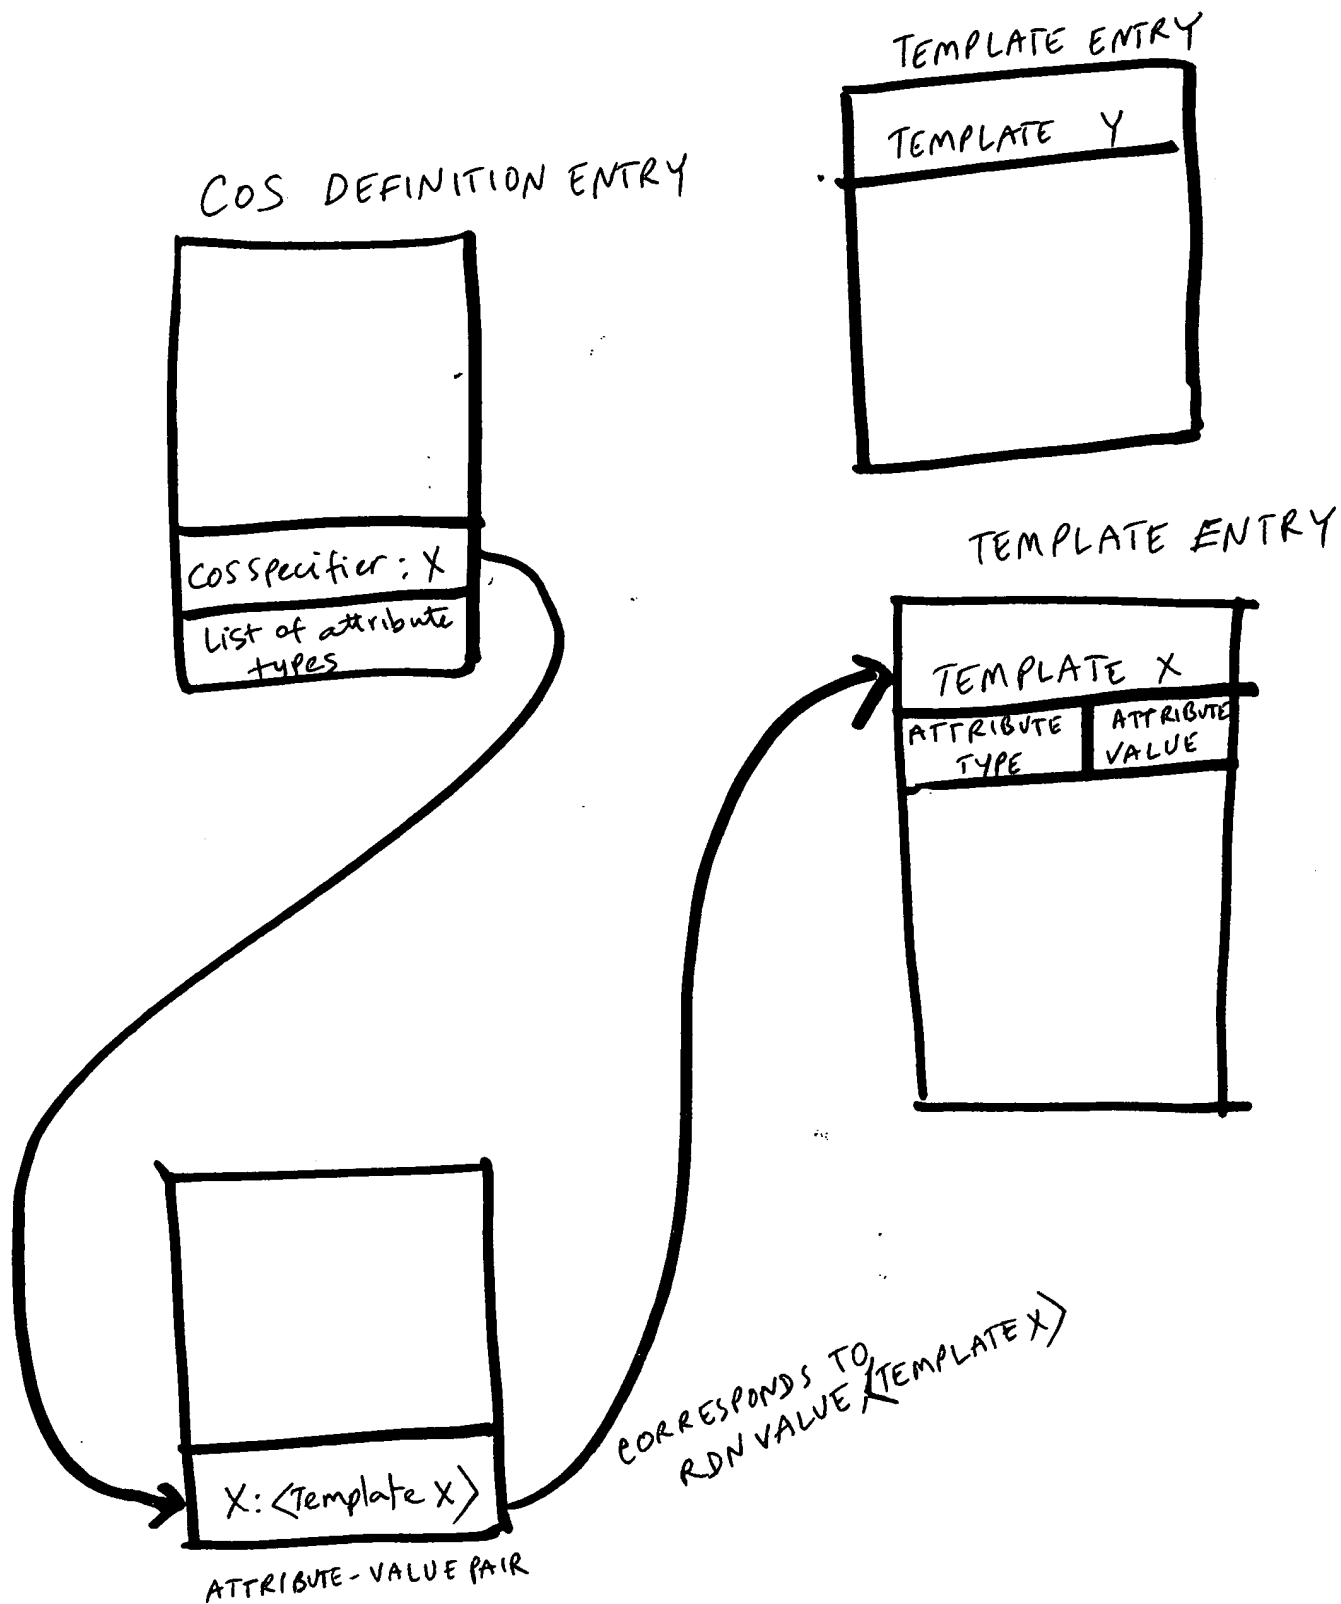 TEMPLATE ENTRY
TEMPLATE Y
COS DEFINITION ENTRY
cosspecifier: X
List of attribute
types
TEMPLATE ENTRY
TEMPLATE X
ATTRIBUTE
TYPE
ATTRIBUTE
VALUE
CORRESPONDS TO
RDN VALUE <TEMPLATE X>
X: <Template X>
ATTRIBUTE-VALUE PAIR